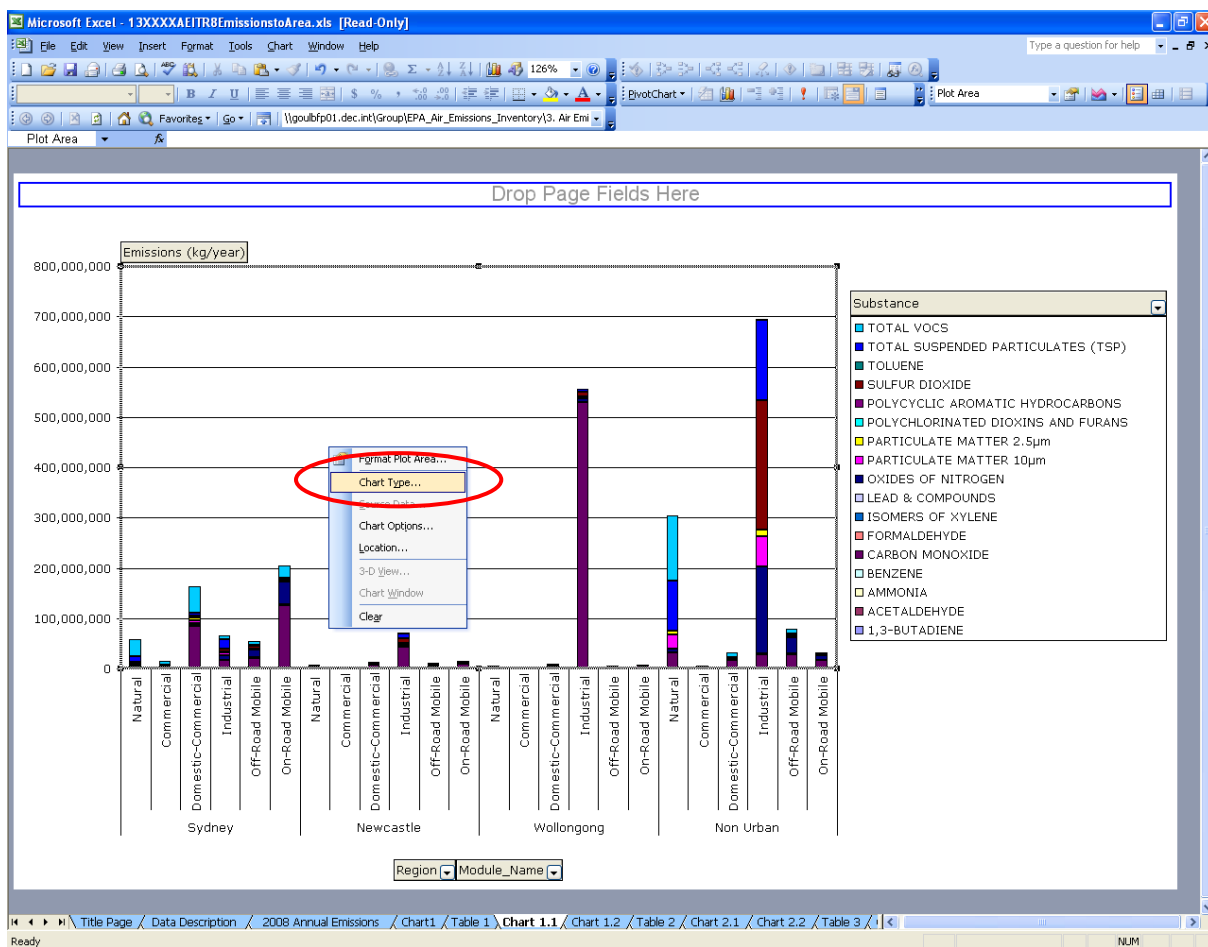 Microsoft Excel - 13XXXXAEITR8EmissionstoArea.xls [Read-Only]
File Edit View Insert Format Tools Chart Window Help
Type a question for help
126%
PivotChart
Plot Area
Favorites Go \\goulbfp01.dec.int\Group\EPA_Air_Emissions_Inventory\3. Air Emi
Plot Area fx
Drop Page Fields Here
Emissions (kg/year)
800,000,000
700,000,000
600,000,000
500,000,000
400,000,000
300,000,000
200,000,000
100,000,000
0
Format Plot Area...
Chart Type...
Source Data...
Chart Options...
Location...
3-D View...
Chart Window
Clear
Substance
TOTAL VOCS
TOTAL SUSPENDED PARTICULATES (TSP)
TOLUENE
SULFUR DIOXIDE
POLYCYCLIC AROMATIC HYDROCARBONS
POLYCHLORINATED DIOXINS AND FURANS
PARTICULATE MATTER 2.5µm
PARTICULATE MATTER 10µm
OXIDES OF NITROGEN
LEAD & COMPOUNDS
ISOMERS OF XYLENE
FORMALDEHYDE
CARBON MONOXIDE
BENZENE
AMMONIA
ACETALDEHYDE
1,3-BUTADIENE
Natural
Commercial
Domestic-Commercial
Industrial
Off-Road Mobile
On-Road Mobile
Natural
Commercial
Domestic-Commercial
Industrial
Off-Road Mobile
On-Road Mobile
Natural
Commercial
Domestic-Commercial
Industrial
Off-Road Mobile
On-Road Mobile
Natural
Commercial
Domestic-Commercial
Industrial
Off-Road Mobile
On-Road Mobile
Sydney Newcastle Wollongong Non Urban
Region Module_Name
Title Page Data Description 2008 Annual Emissions Chart1 Table 1 Chart 1.1 Chart 1.2 Table 2 Chart 2.1 Chart 2.2 Table 3
Ready NUM